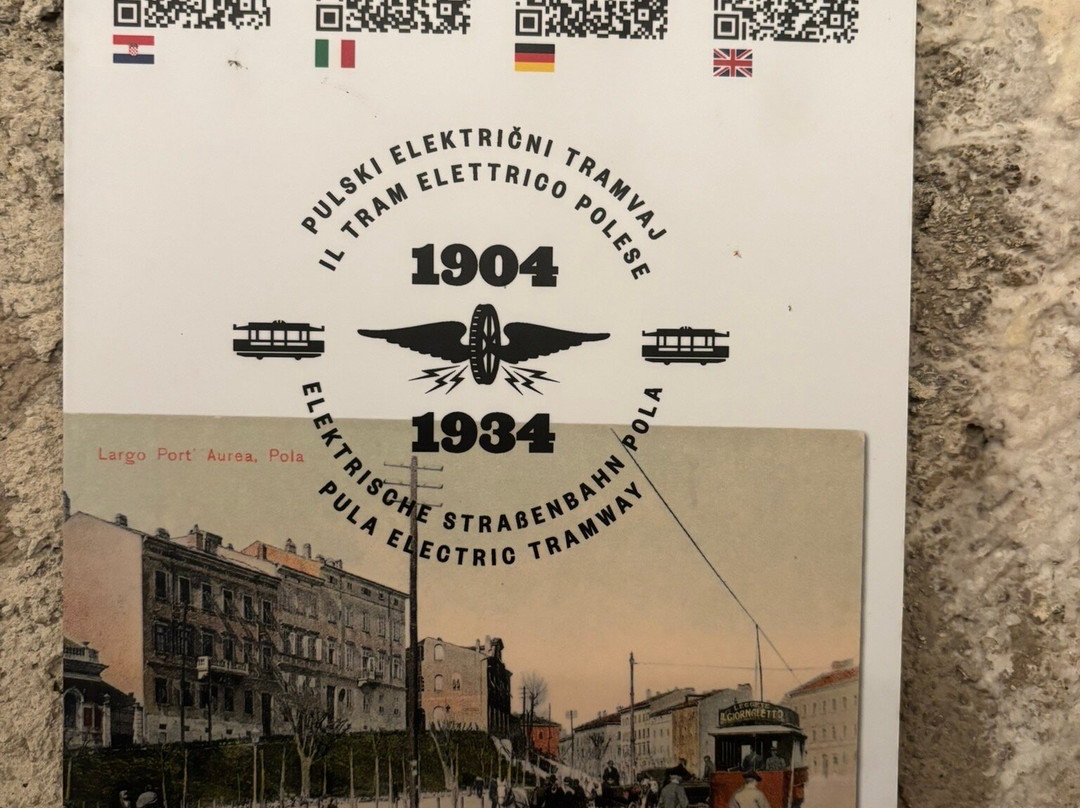 PULSKI ELEKTRIČNI TRAMVAJ
IL TRAM ELETTRICO POLESE
1904
1934
ELEKTRISCHE STRAßENBAHN POLA
PULA ELECTRIC TRAMWAY
Largo Port' Aurea, Pola
LEGGETE
IL GIORNALETTO